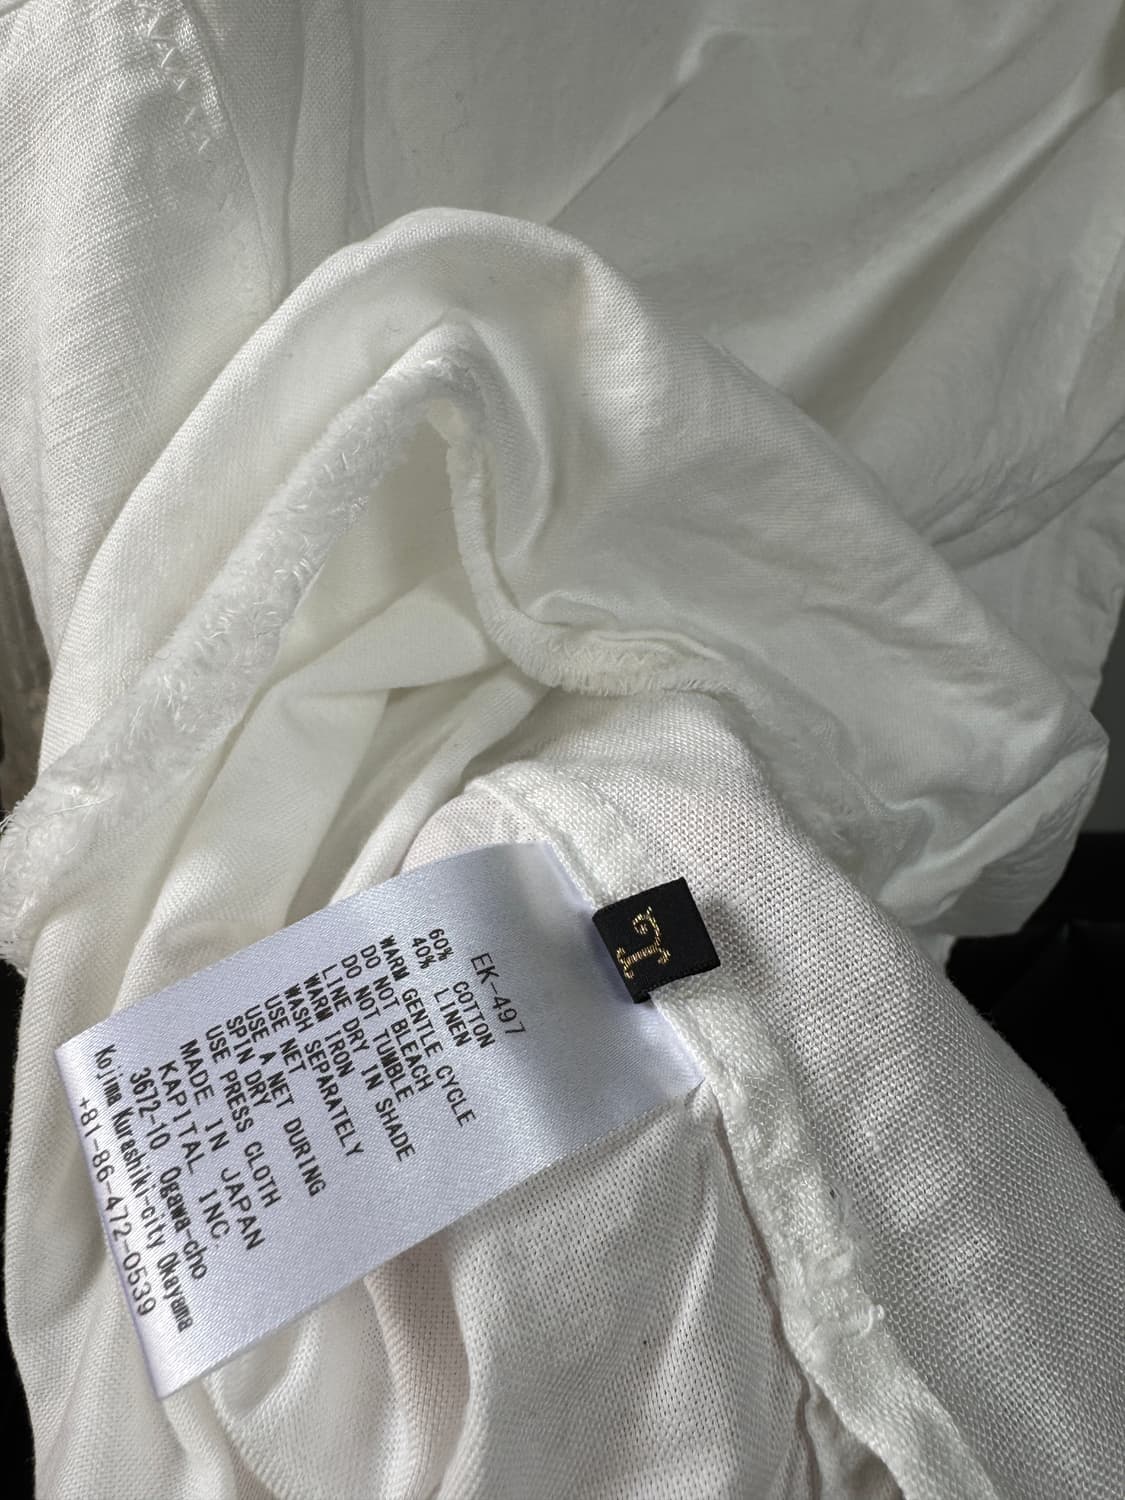 EK-497
60% COTTON
40% LINEN
WARM GENTLE CYCLE
DO NOT BLEACH
DO NOT TUMBLE
LINE DRY IN SHADE
WARM IRON
WASH SEPARATELY
USE NET
USE A NET DURING
SPIN DRY
USE PRESS CLOTH
MADE IN JAPAN
KAPITAL INC.
3672-10 Ogawa-cho
Kojima Kurashiki-city Okayama
+81-86-472-0539
L